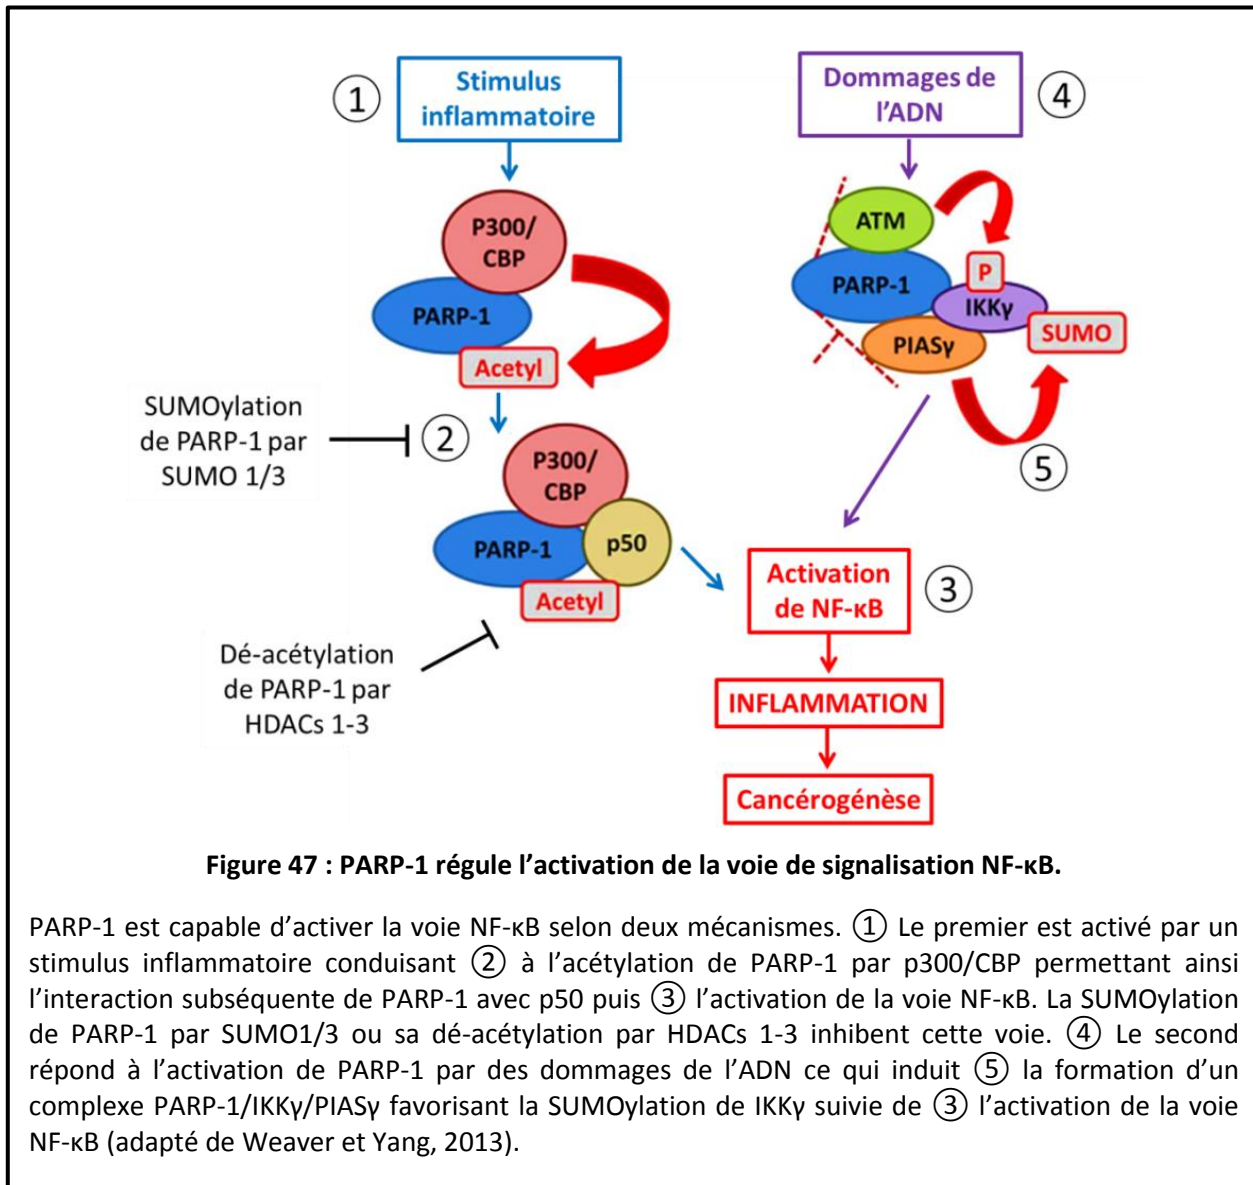 ①
Stimulus
inflammatoire
P300/
CBP
PARP-1
Acetyl
SUMOylation
de PARP-1 par
SUMO 1/3
②
P300/
CBP
PARP-1
p50
Acetyl
Dé-acétylation
de PARP-1 par
HDACs 1-3
Dommages de
l’ADN
④
ATM
PARP-1
P
IKKγ
SUMO
PIASγ
⑤
Activation
de NF-κB
③
INFLAMMATION
Cancérogénèse
Figure 47 : PARP-1 régule l’activation de la voie de signalisation NF-κB.
PARP-1 est capable d’activer la voie NF-κB selon deux mécanismes. ① Le premier est activé par un
stimulus inflammatoire conduisant ② à l’acétylation de PARP-1 par p300/CBP permettant ainsi
l’interaction subséquente de PARP-1 avec p50 puis ③ l’activation de la voie NF-κB. La SUMOylation
de PARP-1 par SUMO1/3 ou sa dé-acétylation par HDACs 1-3 inhibent cette voie. ④ Le second
répond à l’activation de PARP-1 par des dommages de l’ADN ce qui induit ⑤ la formation d’un
complexe PARP-1/IKKγ/PIASγ favorisant la SUMOylation de IKKγ suivie de ③ l’activation de la voie
NF-κB (adapté de Weaver et Yang, 2013).